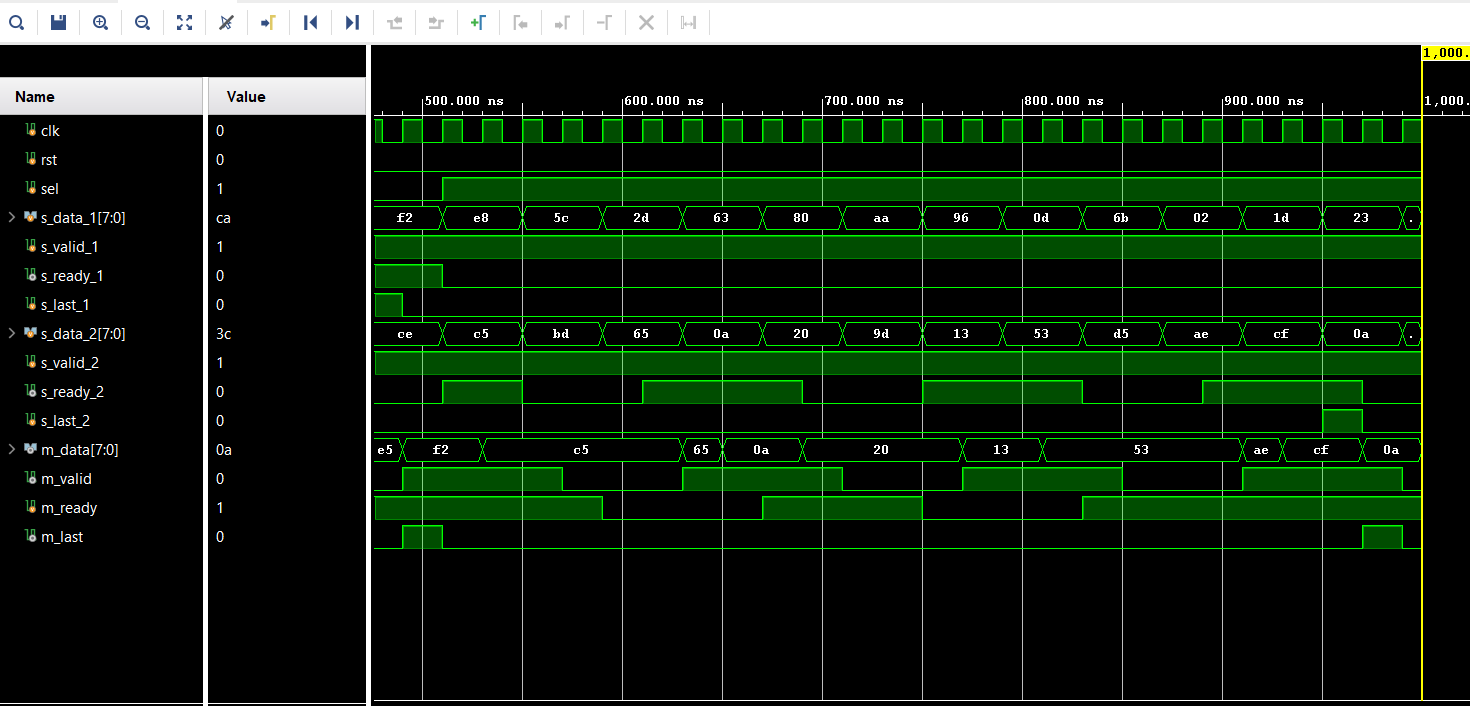 1,000.
Name Value
500.000 ns 600.000 ns 700.000 ns 800.000 ns 900.000 ns 1,000.
clk 0
rst 0
sel 1
s_data_1[7:0] ca f2 e8 5c 2d 63 80 aa 96 0d 6b 02 1d 23 .
s_valid_1 1
s_ready_1 0
s_last_1 0
s_data_2[7:0] 3c ce c5 bd 65 0a 20 9d 13 53 d5 ae cf 0a .
s_valid_2 1
s_ready_2 0
s_last_2 0
m_data[7:0] 0a e5 f2 c5 65 0a 20 13 53 ae cf 0a
m_valid 0
m_ready 1
m_last 0